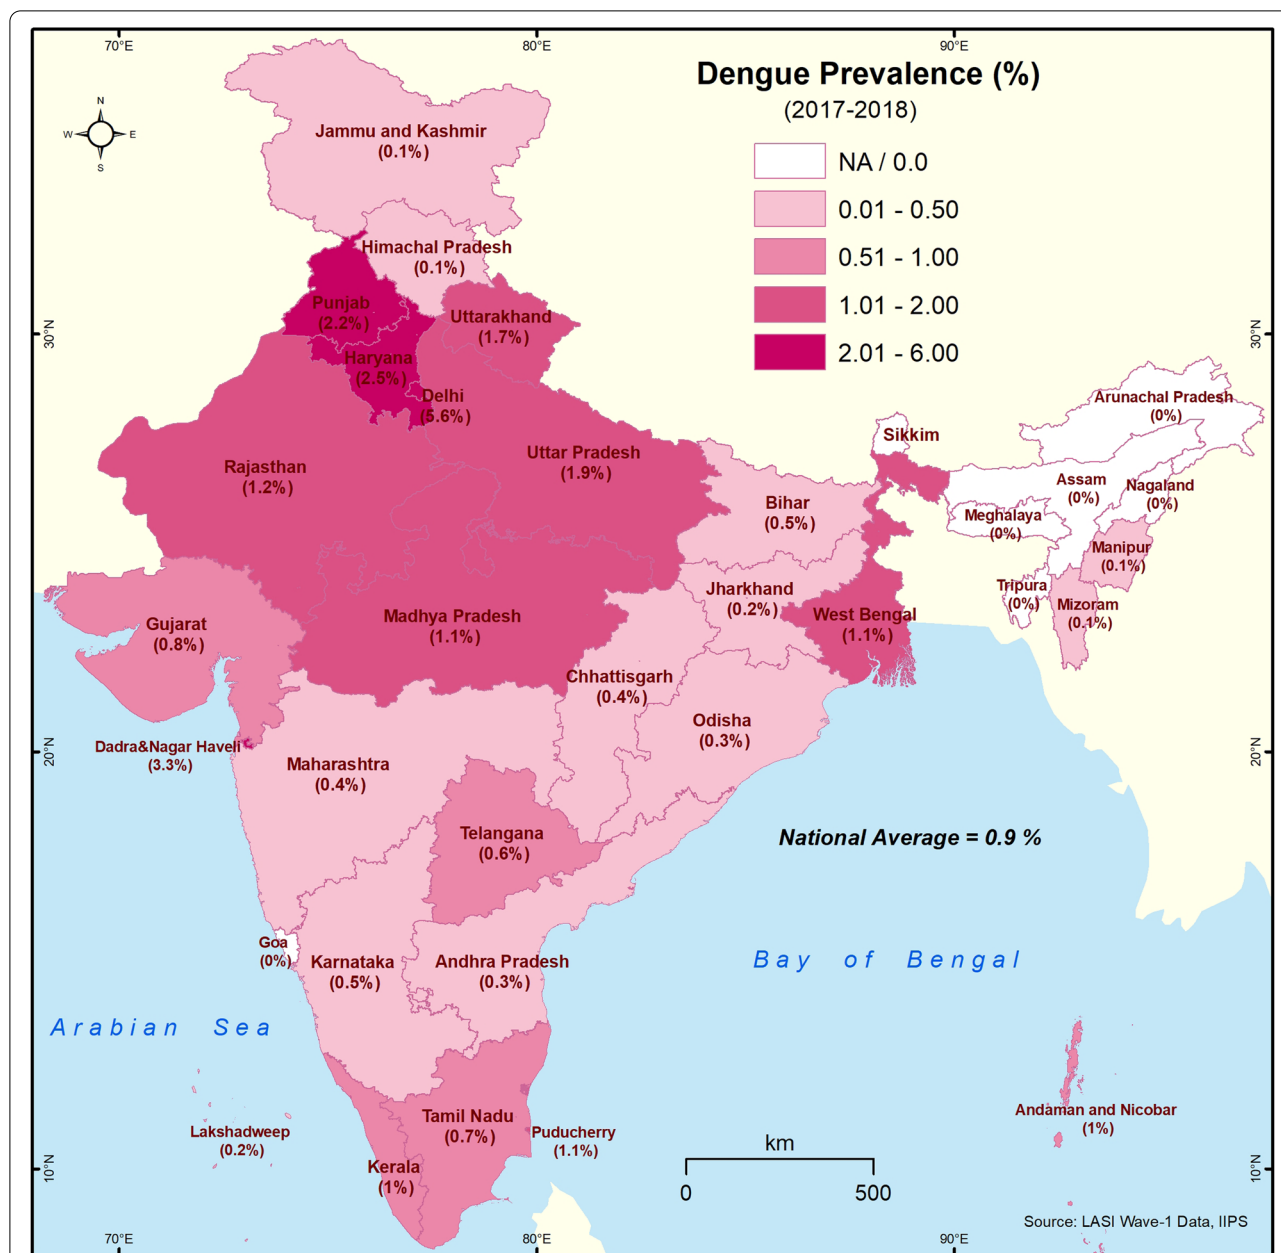 70°E
80°E
90°E
N
W
E
S
Dengue Prevalence (%)
(2017-2018)
NA / 0.0
0.01 - 0.50
0.51 - 1.00
1.01 - 2.00
2.01 - 6.00
Jammu and Kashmir
(0.1%)
Himachal Pradesh
(0.1%)
Punjab
(2.2%)
Uttarakhand
(1.7%)
30°N
30°N
Haryana
(2.5%)
Delhi
(5.6%)
Arunachal Pradesh
(0%)
Sikkim
Uttar Pradesh
(1.9%)
Rajasthan
(1.2%)
Assam
(0%)
Nagaland
(0%)
Bihar
(0.5%)
Meghalaya
(0%)
Manipur
(0.1%)
Jharkhand
(0.2%)
Tripura
(0%)
Mizoram
(0.1%)
Madhya Pradesh
(1.1%)
West Bengal
(1.1%)
Gujarat
(0.8%)
Chhattisgarh
(0.4%)
Odisha
(0.3%)
20°N
20°N
Dadra&Nagar Haveli
(3.3%)
Maharashtra
(0.4%)
Telangana
(0.6%)
National Average = 0.9 %
Goa
(0%)
Karnataka
(0.5%)
Andhra Pradesh
(0.3%)
Bay of Bengal
Arabian Sea
Andaman and Nicobar
(1%)
Tamil Nadu
(0.7%)
Lakshadweep
(0.2%)
Puducherry
(1.1%)
Kerala
(1%)
10°N
10°N
km
0
500
Source: LASI Wave-1 Data, IIPS
70°E
80°E
90°E